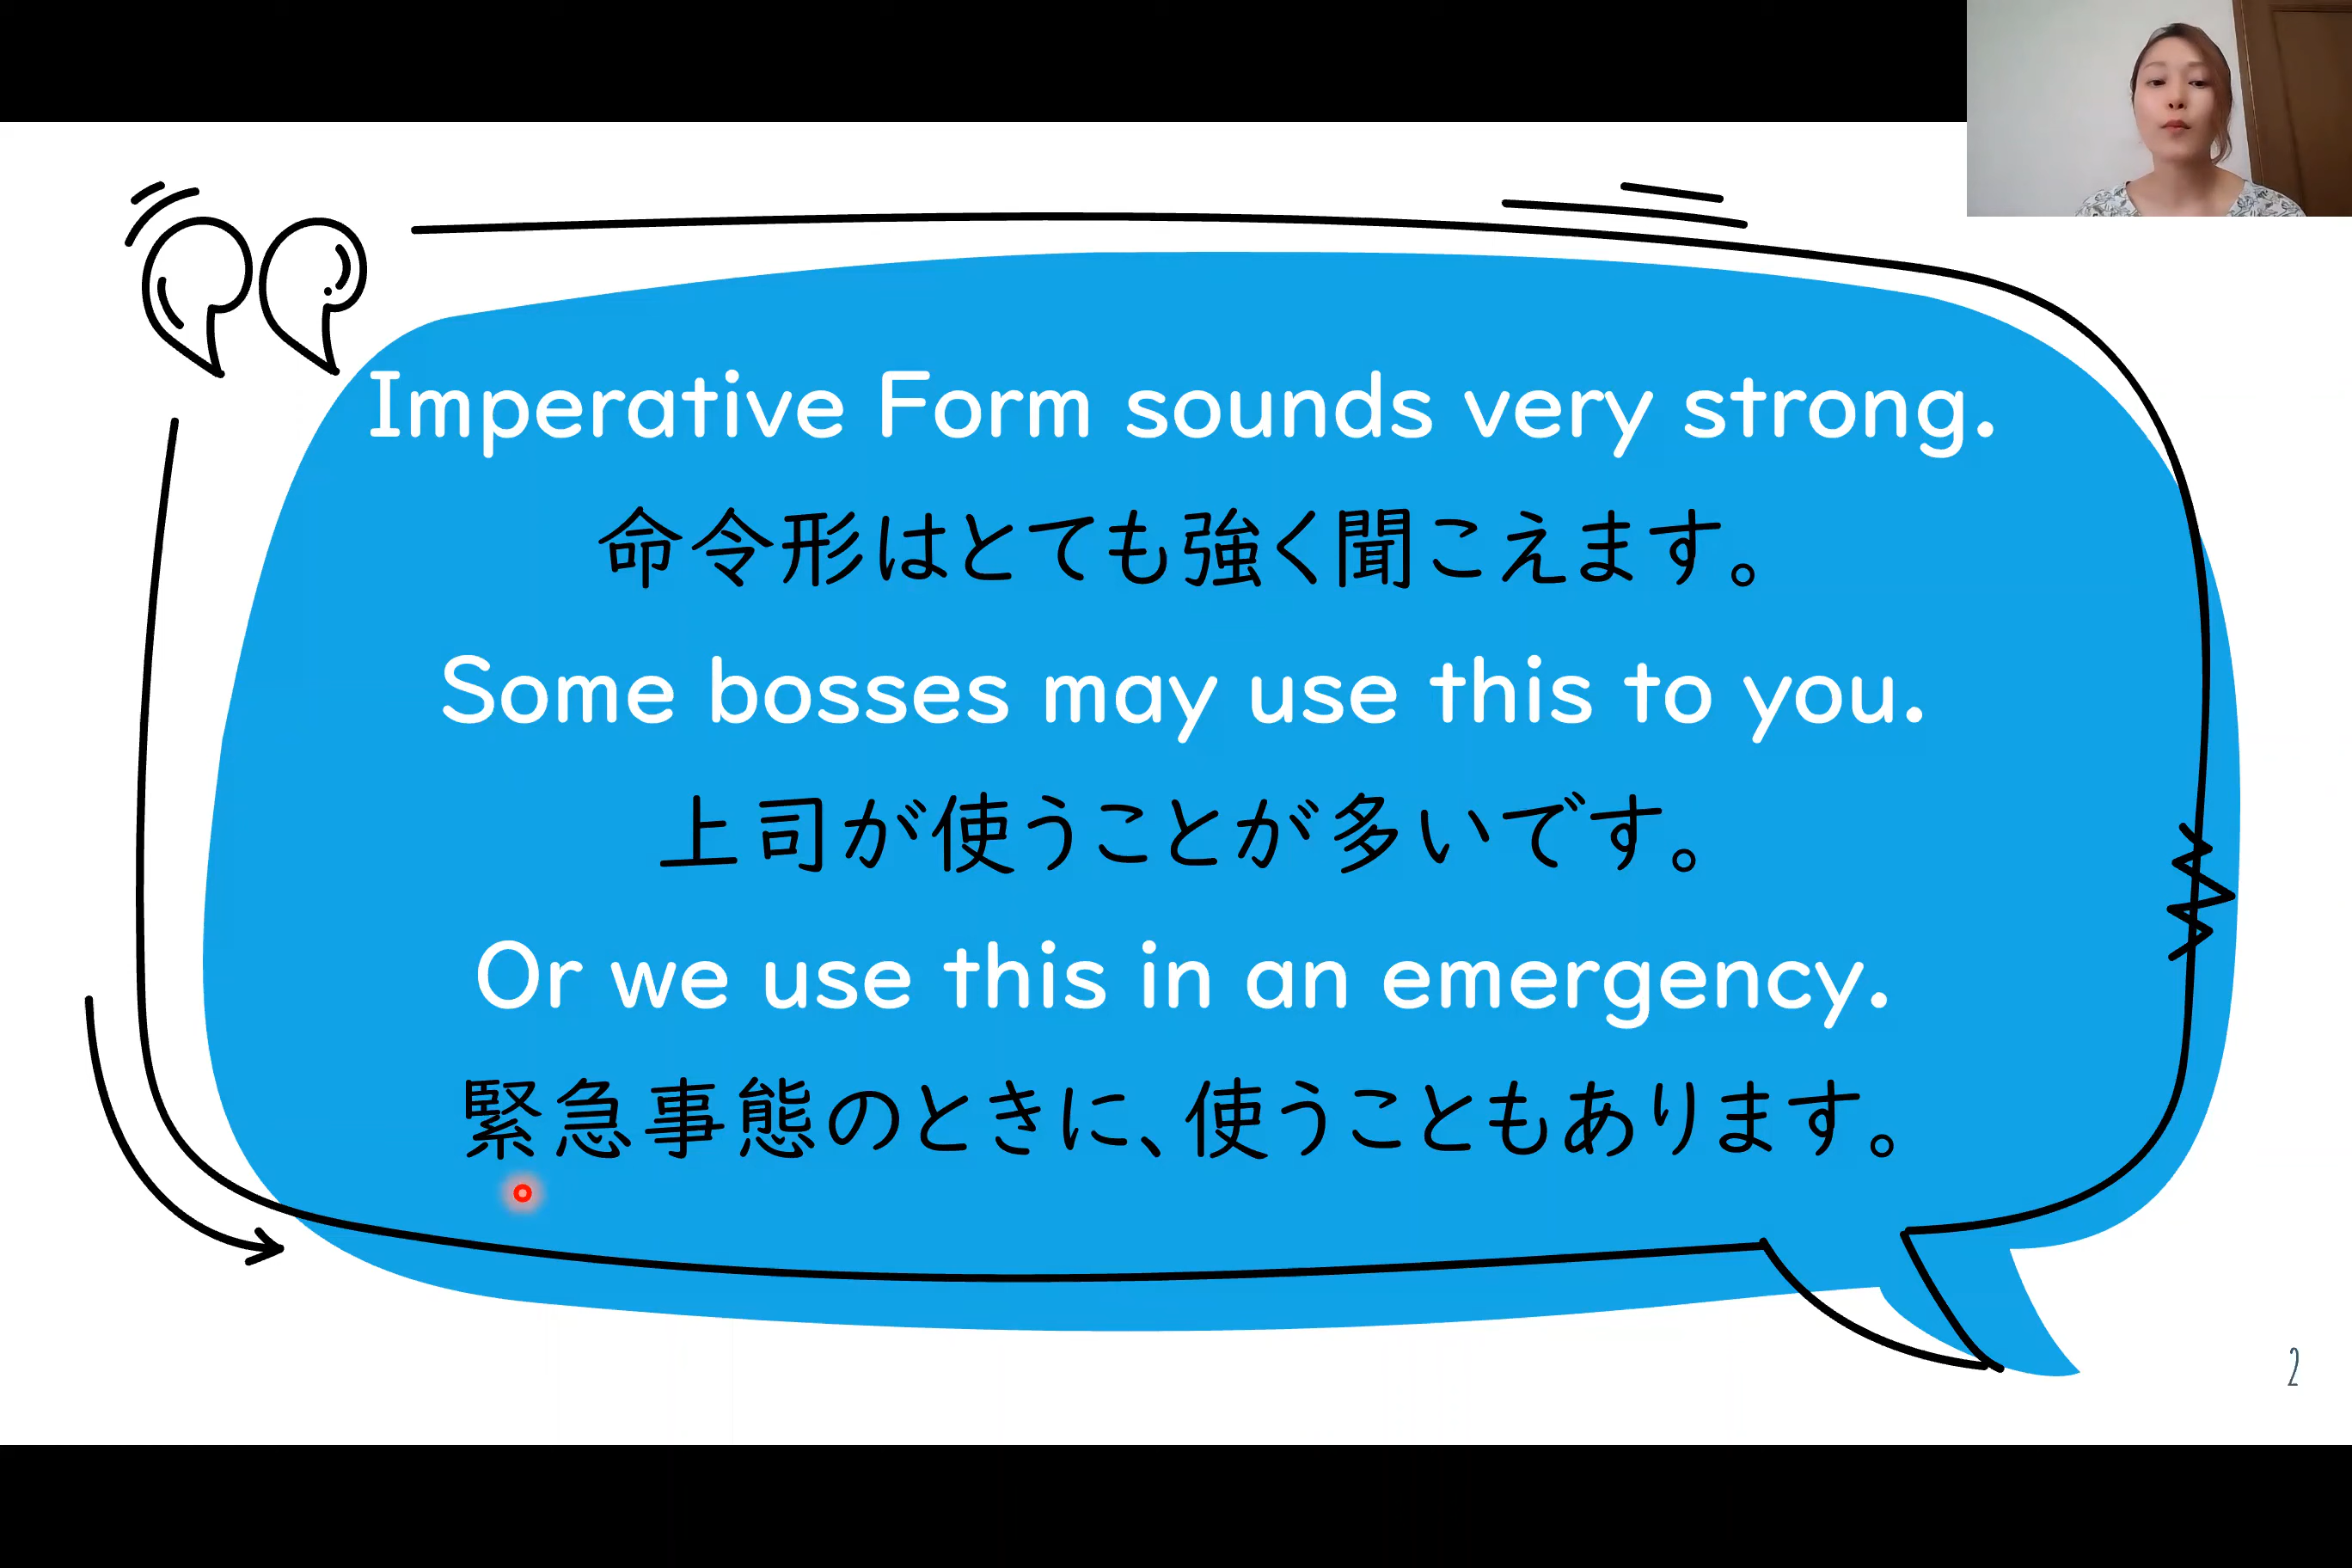 Imperative Form sounds very strong.
命令形はとても強く聞こえます。
Some bosses may use this to you.
上司が使うことが多いです。
Or we use this in an emergency.
緊急事態のときに、使うこともあります。
2